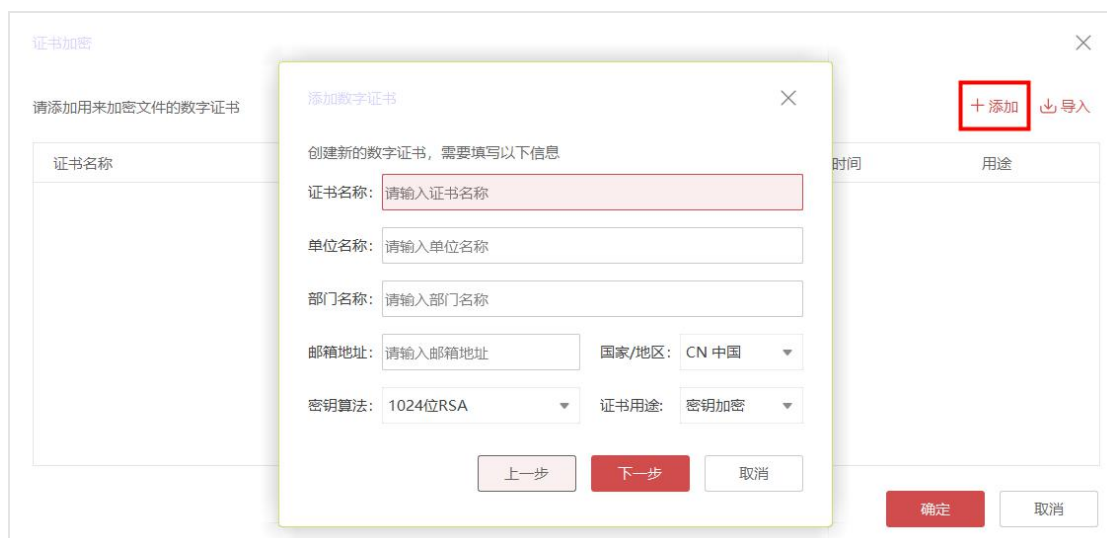 证书加密
请添加用来加密文件的数字证书
添加
导入
证书名称
时间
用途
添加数字证书
创建新的数字证书，需要填写以下信息
证书名称： 请输入证书名称
单位名称： 请输入单位名称
部门名称： 请输入部门名称
邮箱地址： 请输入邮箱地址 国家/地区： CN 中国
密钥算法： 1024位RSA 证书用途: 密钥加密
上一步 下一步 取消
确定 取消